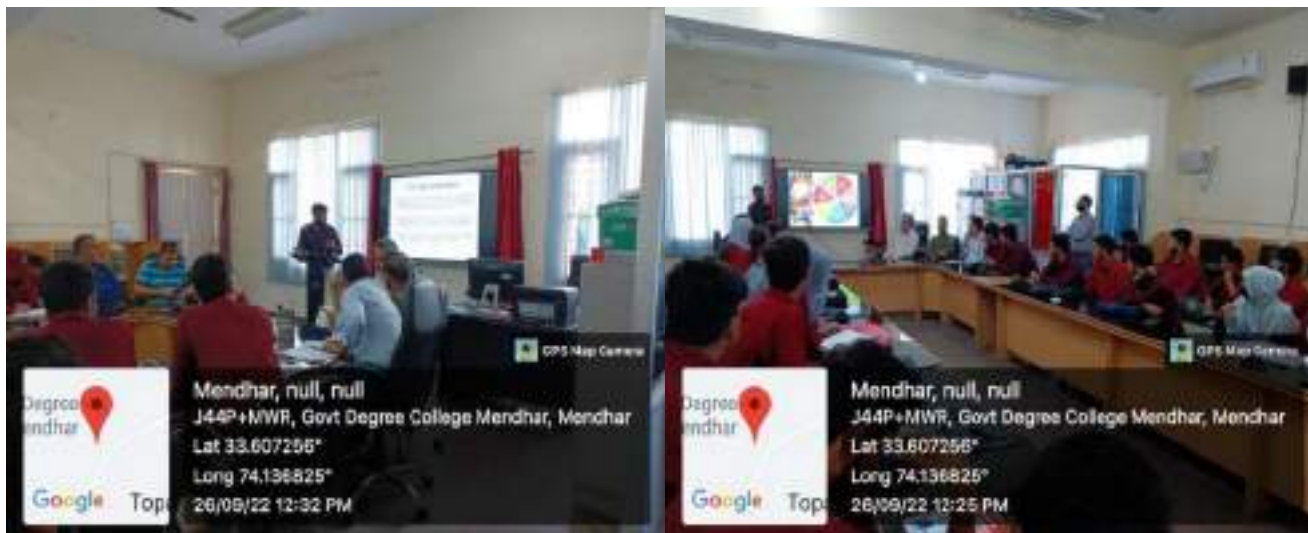 GPS Map Camera
Mendhar, null, null
J44P+MWR, Govt Degree College Mendhar, Mendhar
Lat 33.607256°
Long 74.136825°
26/09/22 12:32 PM
Degree
endhar
Google
GPS Map Camera
Mendhar, null, null
J44P+MWR, Govt Degree College Mendhar, Mendhar
Lat 33.607256°
Long 74.136825°
26/09/22 12:25 PM
Degree
endhar
Google